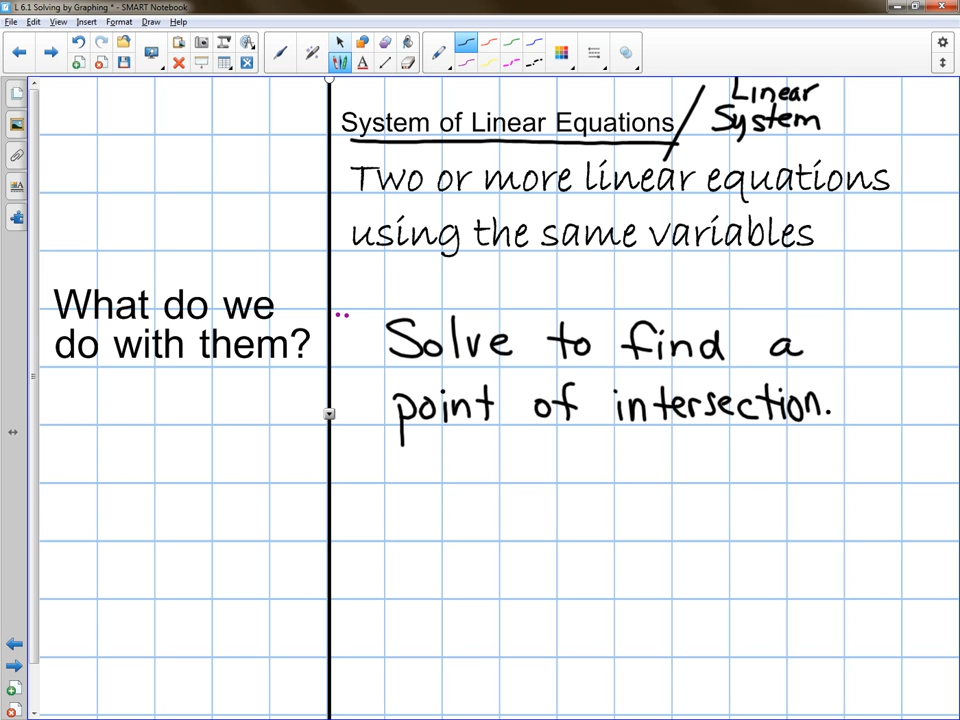 L 6.1 Solving by Graphing * - SMART Notebook
File Edit View Insert Format Draw Help
System of Linear Equations / Linear
System
Two or more linear equations
using the same variables
What do we
do with them?
Solve to find a
point of intersection.